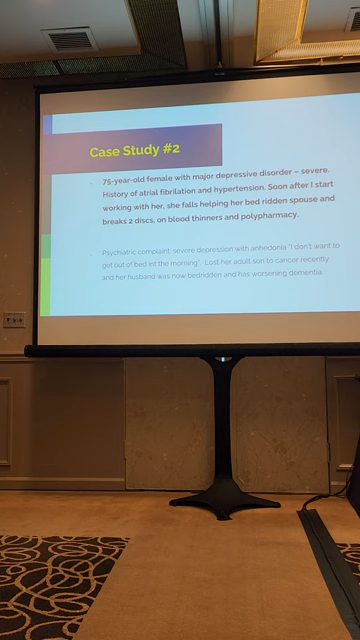 Case Study #2
75-year-old female with major depressive disorder – severe.
History of atrial fibrilation and hypertension. Soon after I start
working with her, she falls helping her bed ridden spouse and
breaks 2 discs, on blood thinners and polypharmacy.
Psychiatric complaint, severe depression with anhedonia "I don't want to
get out of bed int the morning". Lost her adult son to cancer recently
and her husband was now bedridden and has worsening dementia.